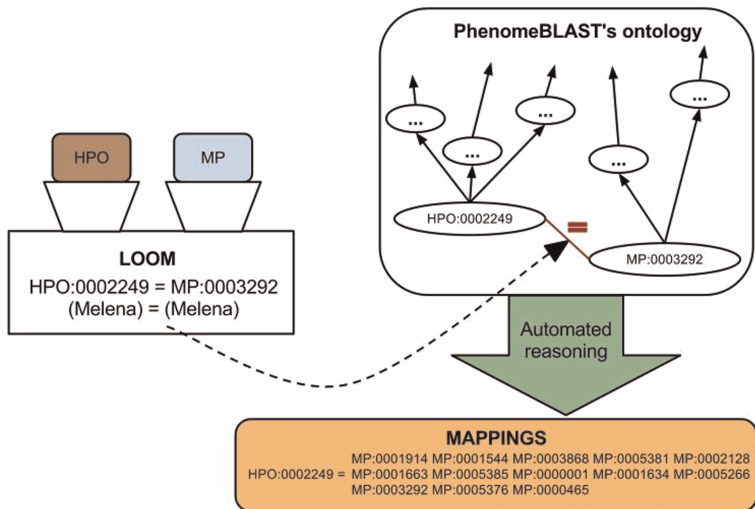 PhenomeBLAST's ontology
...
...
...
...
...
HPO
MP
HPO:0002249
=
MP:0003292
LOOM
HPO:0002249 = MP:0003292
(Melena) = (Melena)
Automated
reasoning
MAPPINGS
MP:0001914 MP:0001544 MP:0003868 MP:0005381 MP:0002128
HPO:0002249 = MP:0001663 MP:0005385 MP:0000001 MP:0001634 MP:0005266
MP:0003292 MP:0005376 MP:0000465